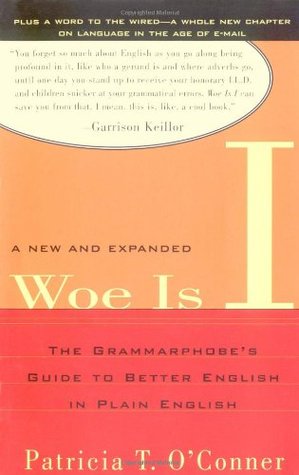 PLUS A WORD TO THE WIRED—A WHOLE NEW CHAPTER
ON LANGUAGE IN THE AGE OF E-MAIL
"You forget so much about English as you go along being
profound in it, like who a gerund is and where adverbs go,
until one day you stand up to receive your honorary LL.D.
and children snicker at your grammatical errors. Woe Is I can
save you from that. I mean, this is, like, a cool book."
—Garrison Keillor
A NEW AND EXPANDED
Woe Is I
THE GRAMMARPHOBE'S
GUIDE TO BETTER ENGLISH
IN PLAIN ENGLISH
Patricia T. O'Conner